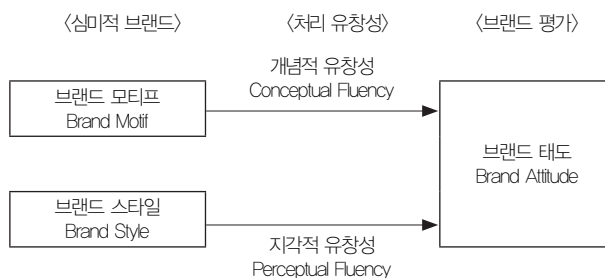 〈심미적 브랜드〉
〈처리 유창성〉
〈브랜드 평가〉
개념적 유창성
Conceptual Fluency
브랜드 모티프
Brand Motif
브랜드 태도
Brand Attitude
브랜드 스타일
Brand Style
지각적 유창성
Perceptual Fluency